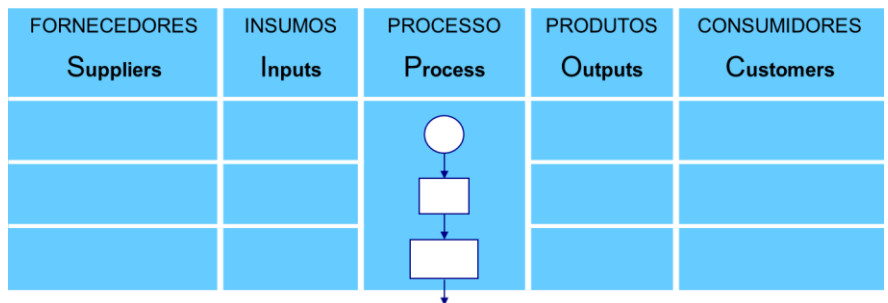 FORNECEDORES
Suppliers
INSUMOS
Inputs
PROCESSO
Process
PRODUTOS
Outputs
CONSUMIDORES
Customers